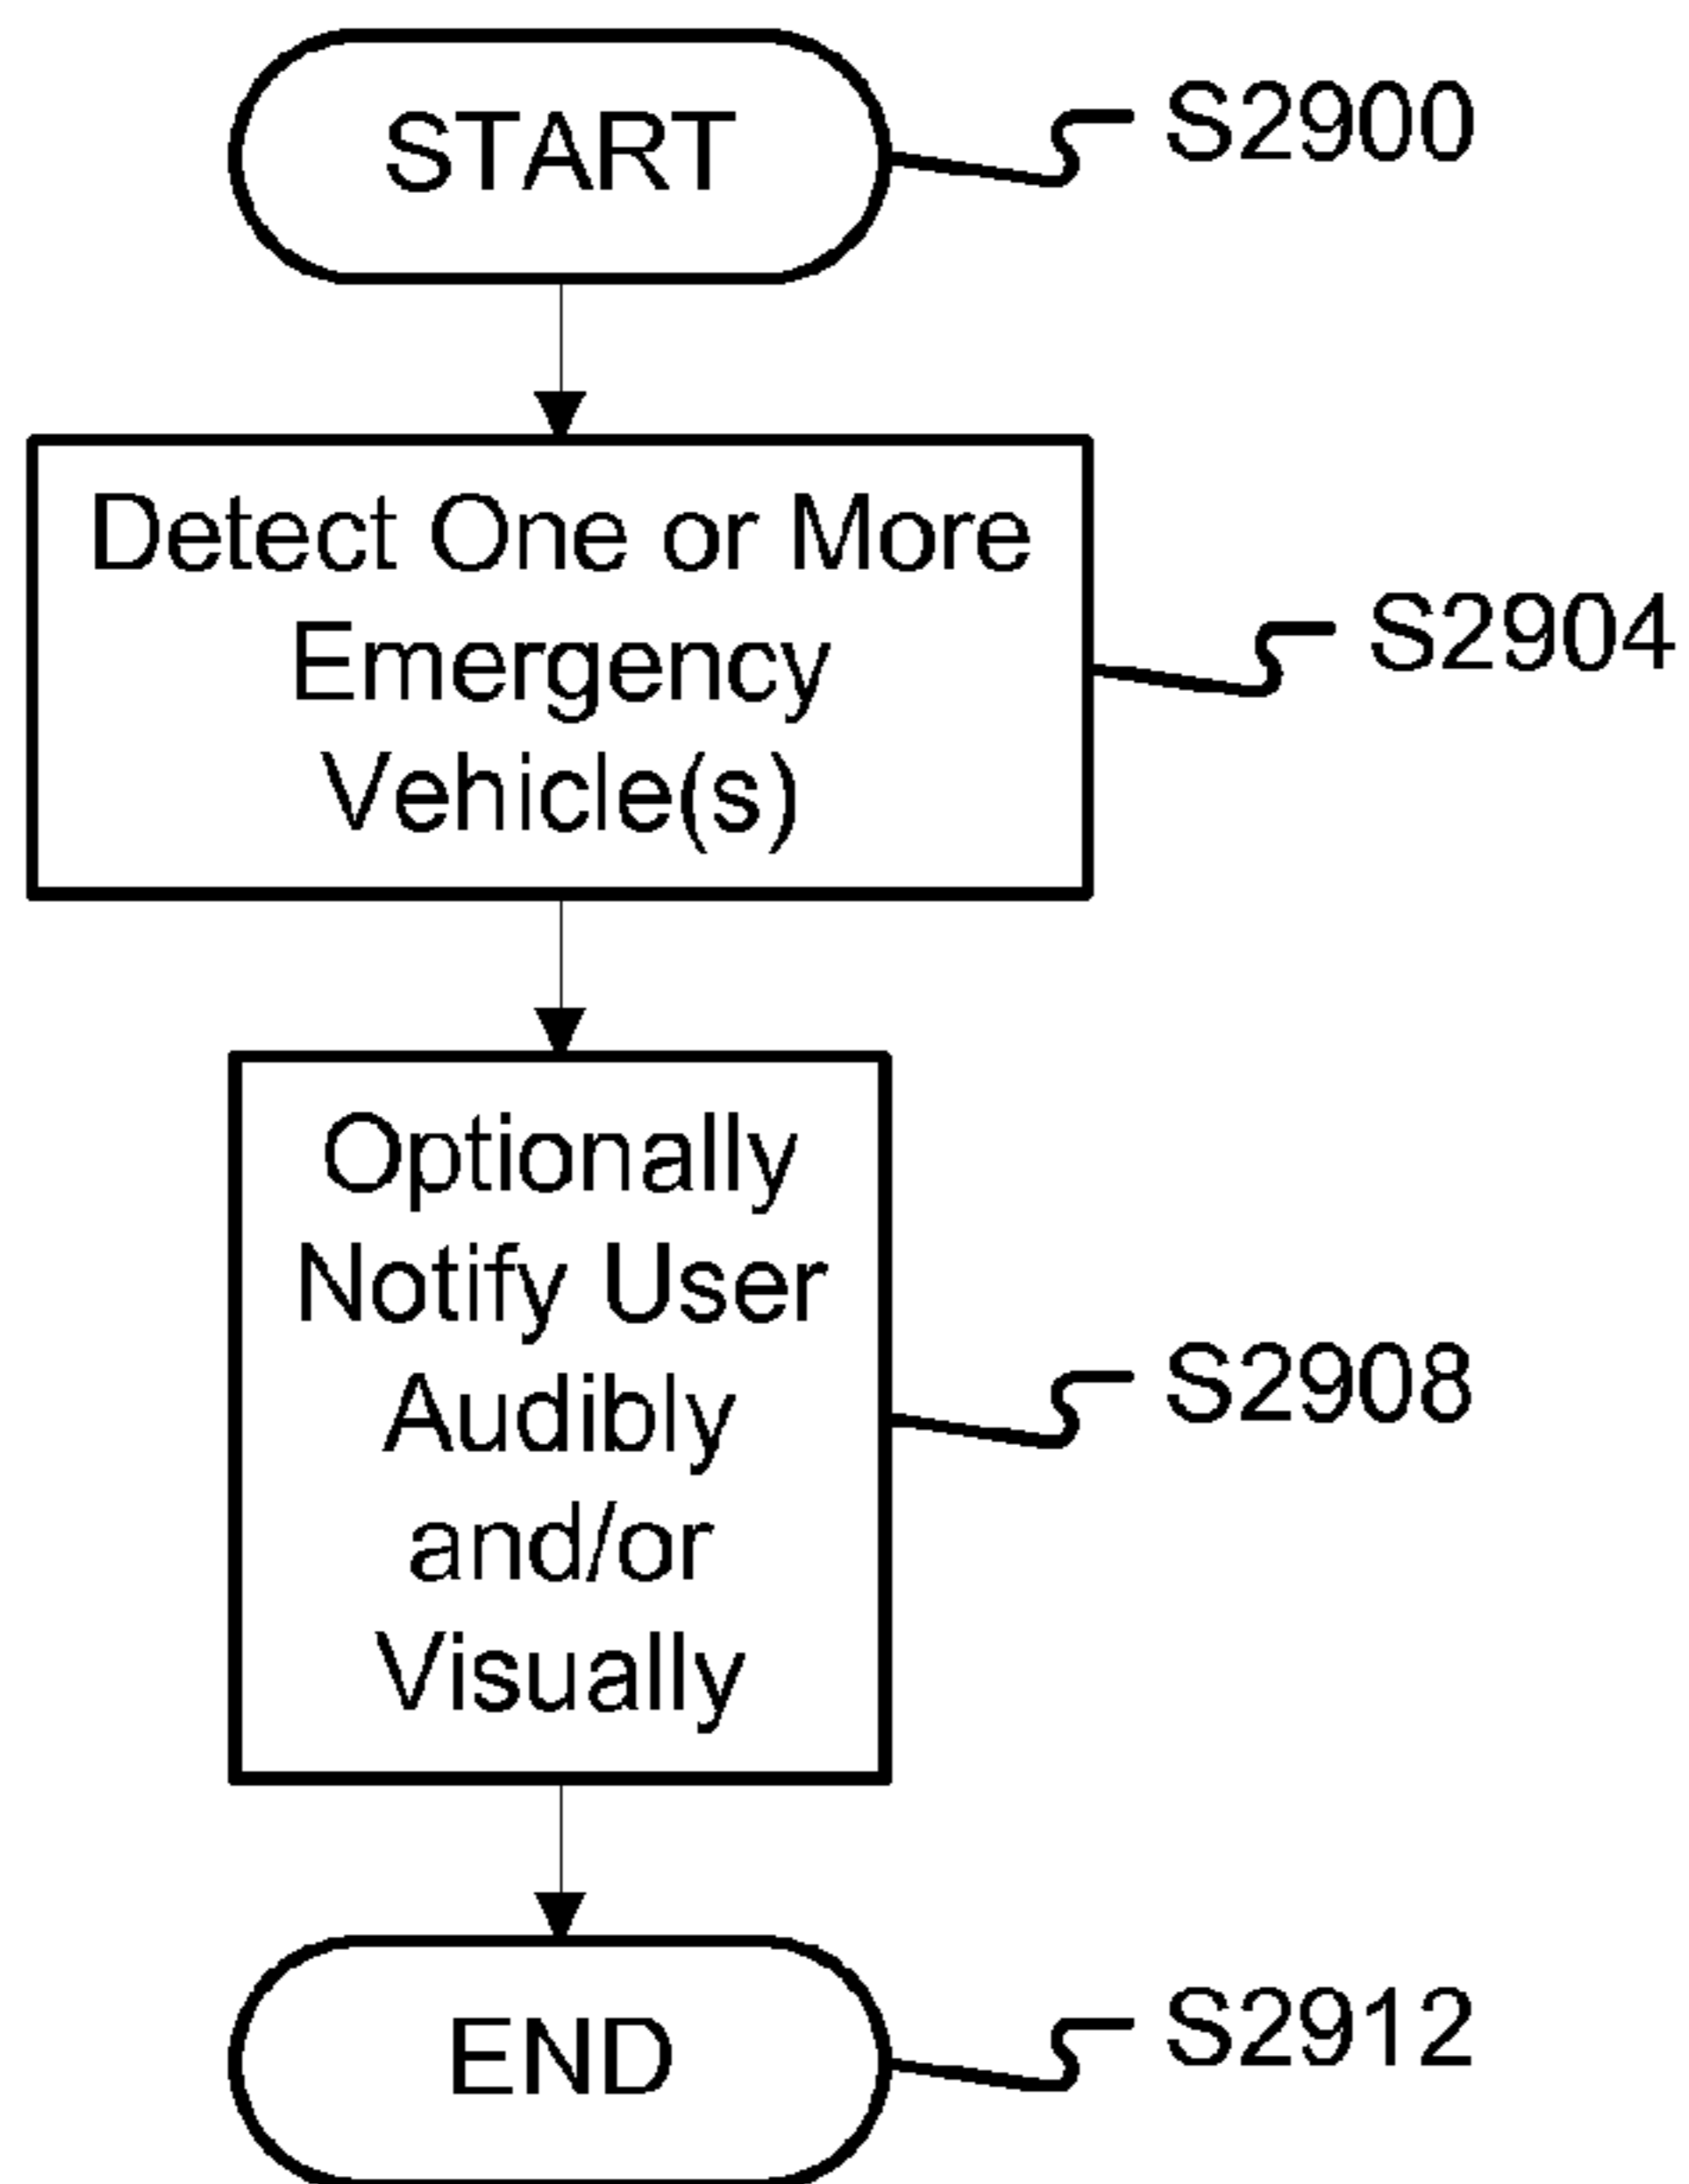 START
S2900
Detect One or More
Emergency
Vehicle(s)
S2904
Optionally
Notify User
Audibly
and/or
Visually
S2908
END
S2912